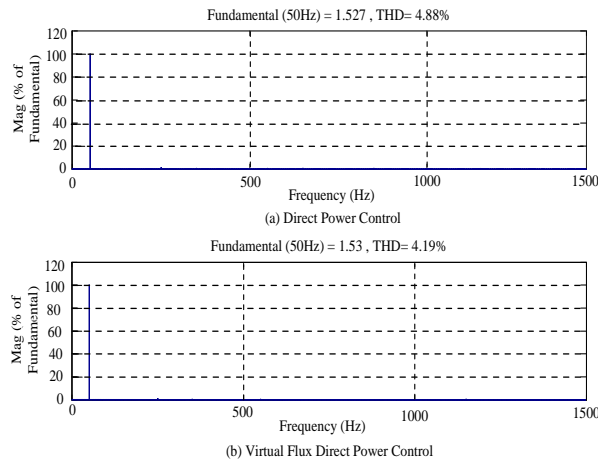 Fundamental (50Hz) = 1.527 , THD= 4.88%
120
100
80
60
40
20
0
Mag (% of
Fundamental)
0 500 1000 1500
Frequency (Hz)
(a) Direct Power Control
Fundamental (50Hz) = 1.53 , THD= 4.19%
120
100
80
60
40
20
0
Mag (% of
Fundamental)
0 500 1000 1500
Frequency (Hz)
(b) Virtual Flux Direct Power Control